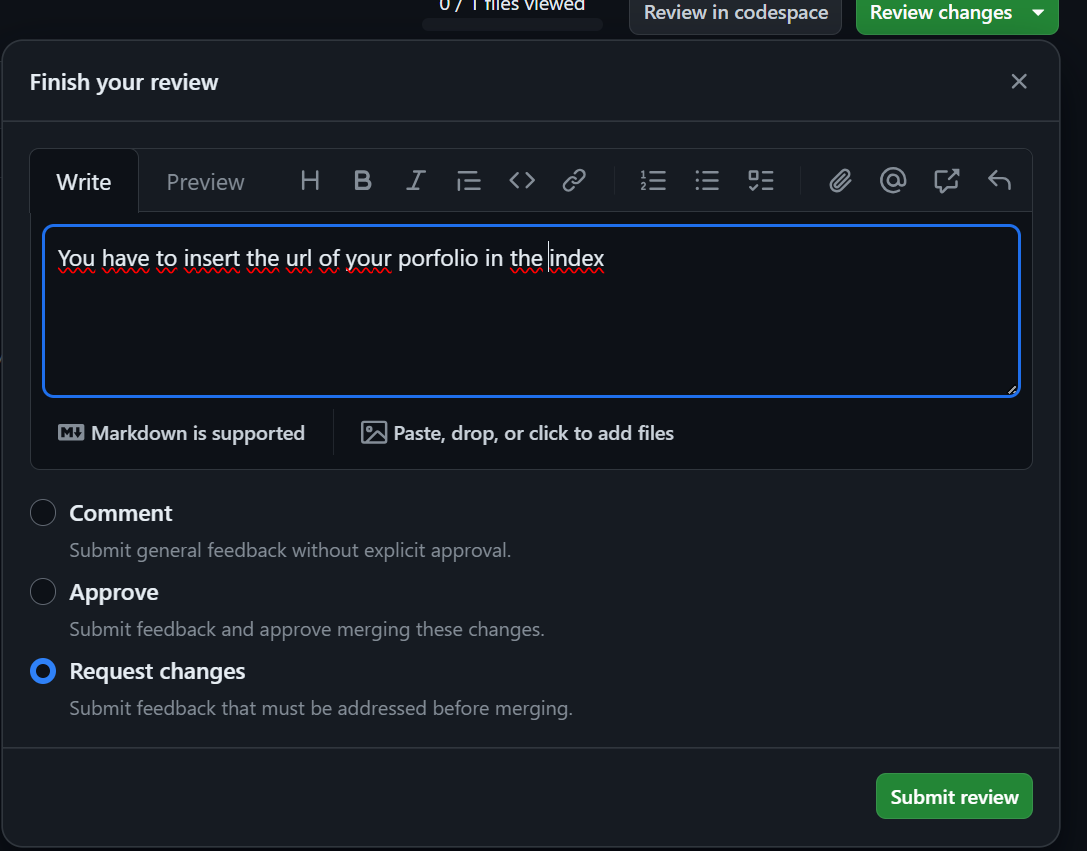 0 / 1 files viewed
Review in codespace
Review changes
Finish your review
Write
Preview
You have to insert the url of your porfolio in the index
Markdown is supported
Paste, drop, or click to add files
Comment
Submit general feedback without explicit approval.
Approve
Submit feedback and approve merging these changes.
Request changes
Submit feedback that must be addressed before merging.
Submit review